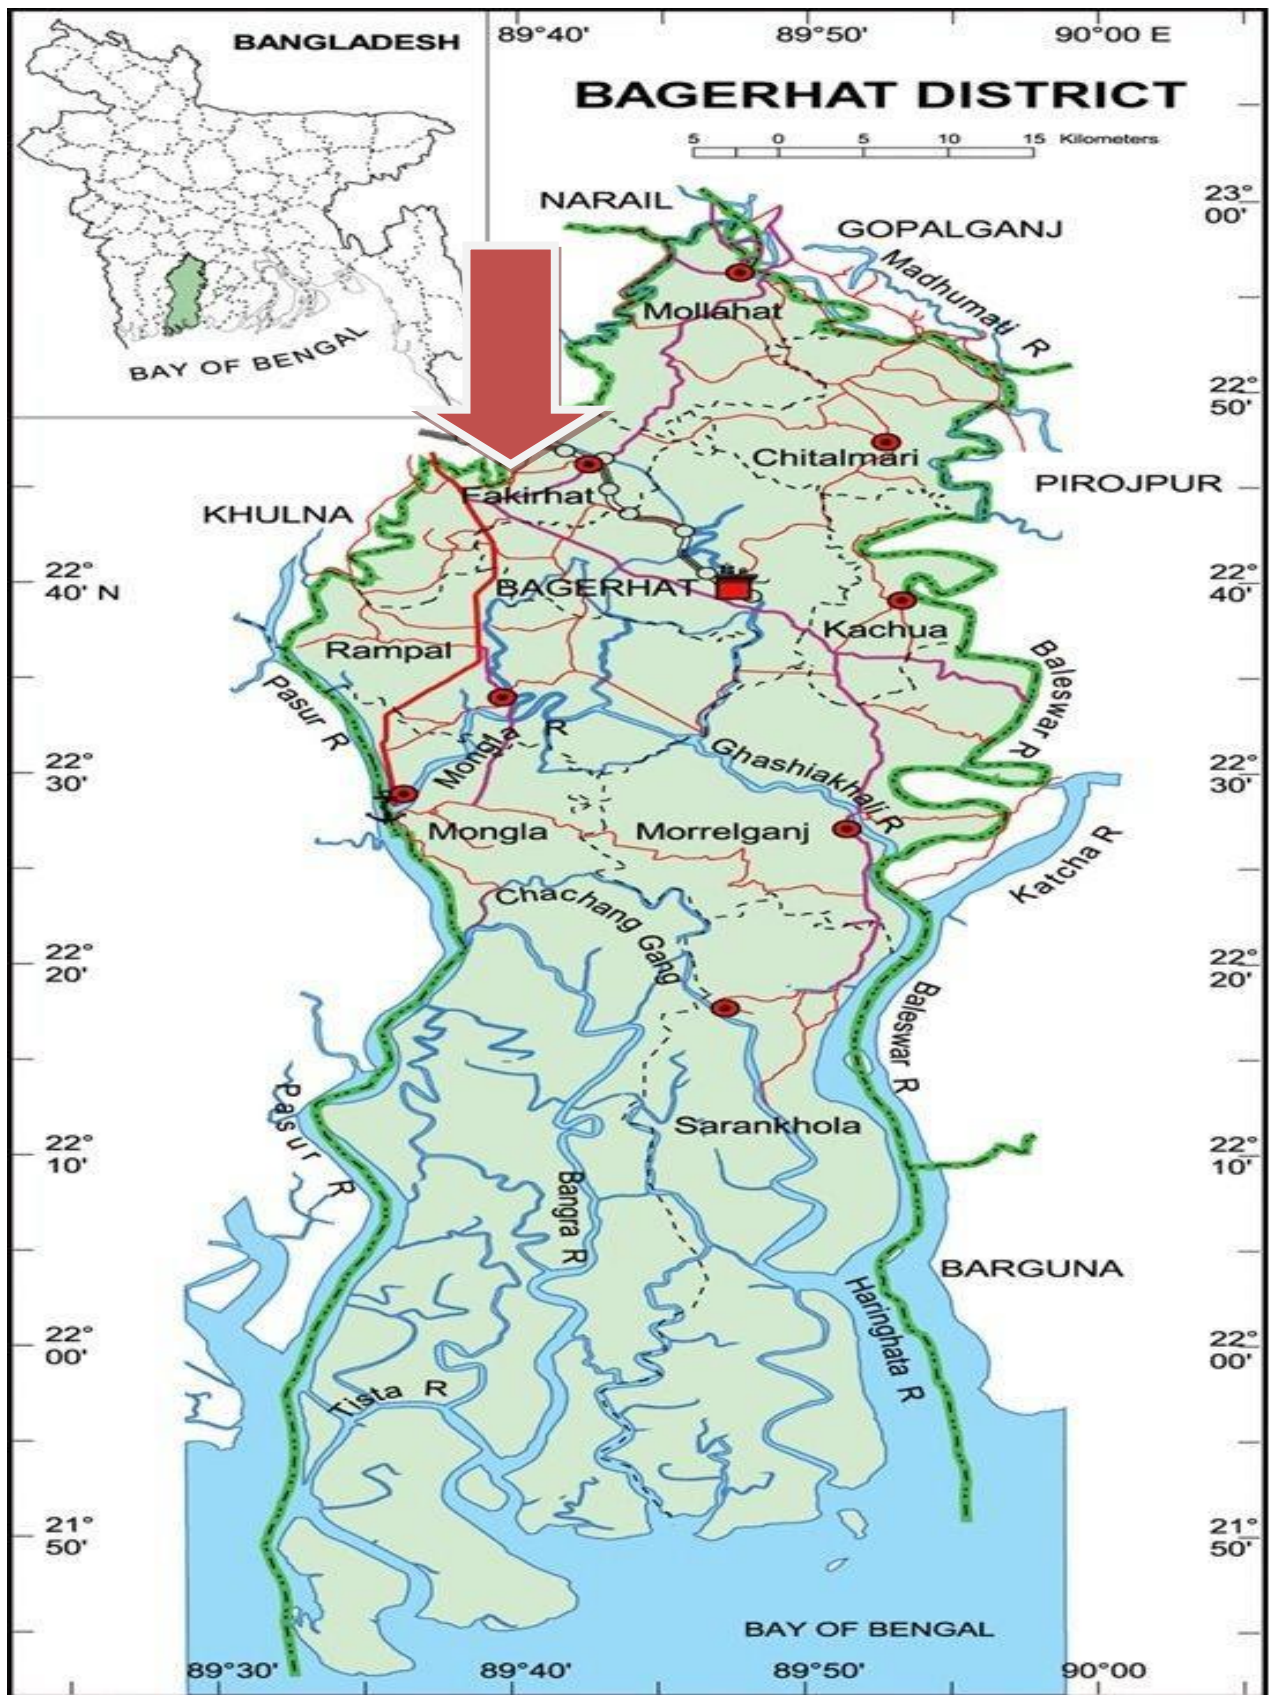 BANGLADESH
BAY OF BENGAL
89°40'
89°50'
90°00 E
BAGERHAT DISTRICT
5 0 5 10 15 Kilometers
23°
00'
NARAIL
GOPALGANJ
Madhumati R
Mollahat
22°
50'
Chitalmari
PIROJPUR
Fakirhat
KHULNA
22°
40' N
22°
40'
BAGERHAT
Kachua
Rampal
Baleswar R
Pasur R
Mongla R
Ghashiakhali R
22°
30'
22°
30'
Mongla
Morrelganj
Katcha R
Chachang Gang
22°
20'
22°
20'
Baleswar R
Pasur R
Sarankhola
22°
10'
22°
10'
Bangra R
BARGUNA
Haringhata R
22°
00'
22°
00'
Tista R
21°
50'
21°
50'
BAY OF BENGAL
89°30'
89°40'
89°50'
90°00